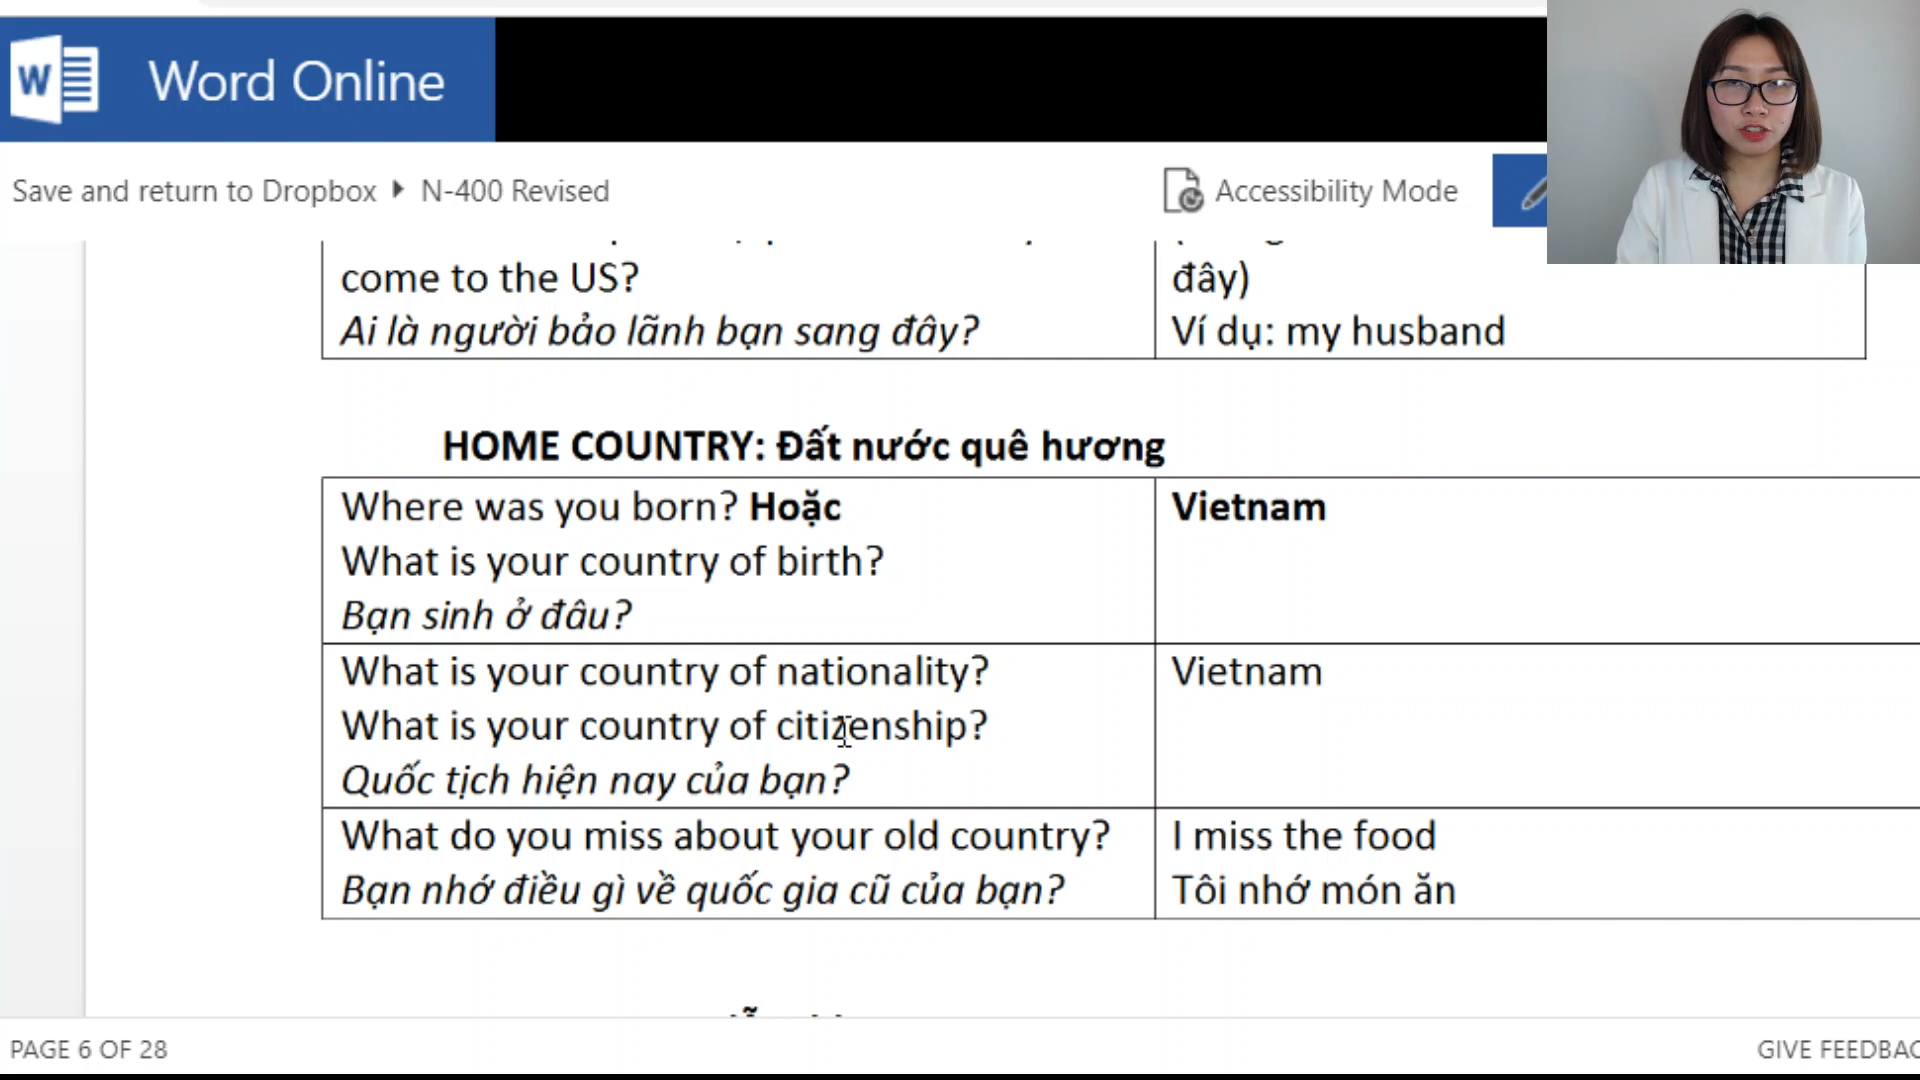 Word Online
Save and return to Dropbox N-400 Revised
Accessibility Mode
come to the US?
Ai là người bảo lãnh bạn sang đây?
đây)
Ví dụ: my husband
HOME COUNTRY: Đất nước quê hương
Where was you born? Hoặc
What is your country of birth?
Bạn sinh ở đâu?
Vietnam
What is your country of nationality?
What is your country of citizenship?
Quốc tịch hiện nay của bạn?
Vietnam
What do you miss about your old country?
Bạn nhớ điều gì về quốc gia cũ của bạn?
I miss the food
Tôi nhớ món ăn
PAGE 6 OF 28
GIVE FEEDBAC